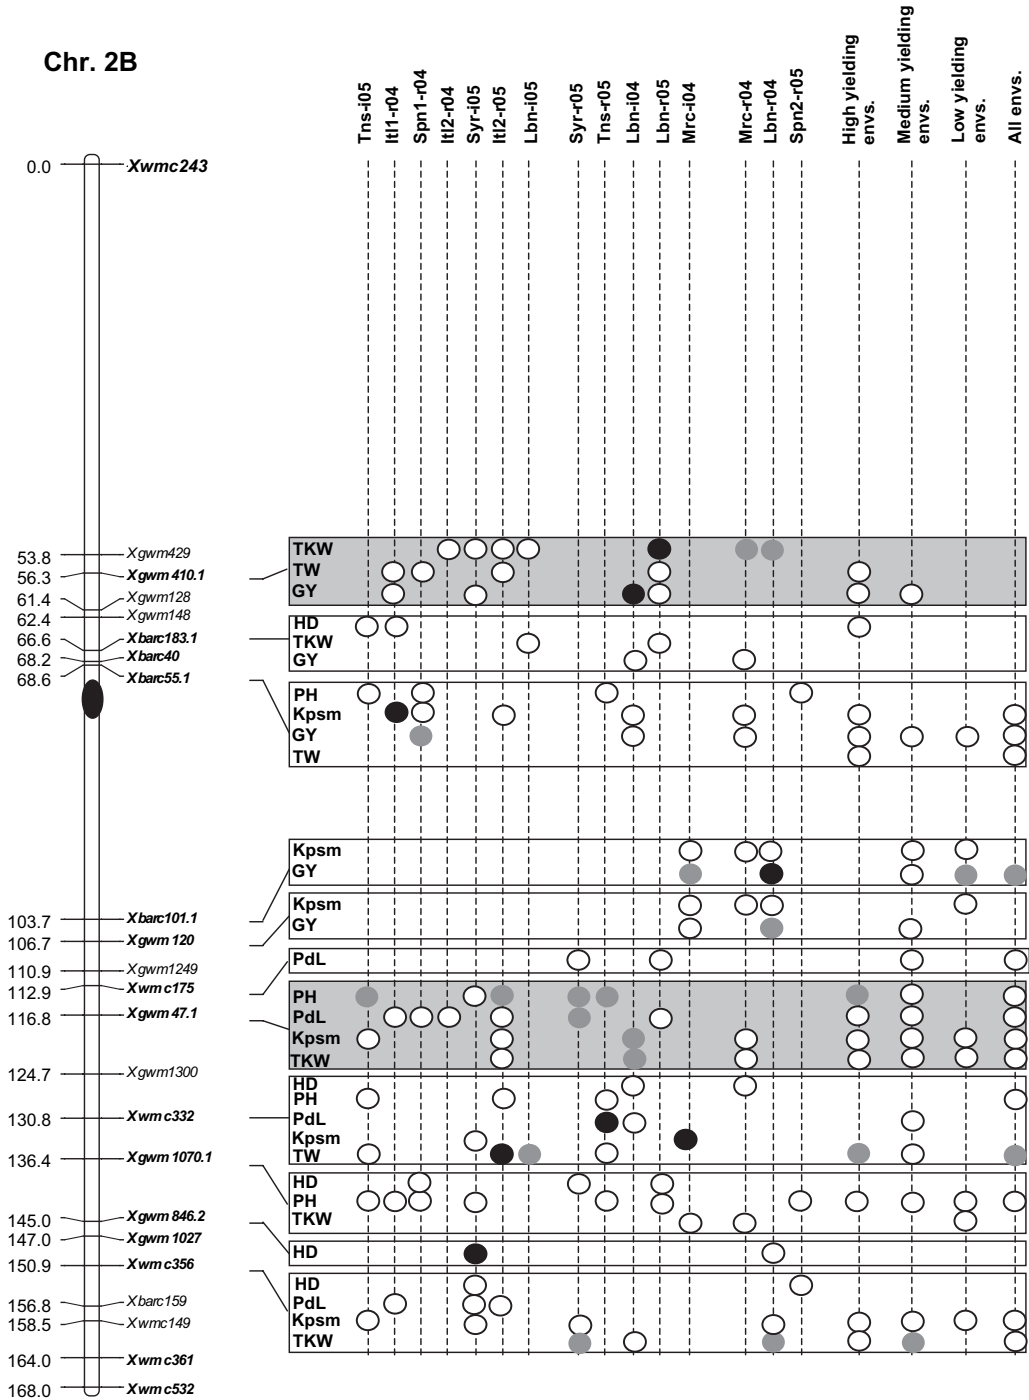 Chr. 2B
Tns-i05
Itl1-r04
Spn1-r04
Itl2-r04
Syr-i05
Itl2-r05
Lbn-i05
Syr-r05
Tns-r05
Lbn-i04
Lbn-r05
Mrc-i04
Mrc-r04
Lbn-r04
Spn2-r05
High yielding
envs.
Medium yielding
envs.
Low yielding
envs.
All envs.
0.0 Xwmc243
53.8 Xgwm429
56.3 Xgwm410.1
61.4 Xgwm128
62.4 Xgwm148
66.6 Xbarc183.1
68.2 Xbarc40
68.6 Xbarc55.1
103.7 Xbarc101.1
106.7 Xgwm120
110.9 Xgwm1249
112.9 Xwmc175
116.8 Xgwm47.1
124.7 Xgwm1300
130.8 Xwmc332
136.4 Xgwm1070.1
145.0 Xgwm846.2
147.0 Xgwm1027
150.9 Xwmc356
156.8 Xbarc159
158.5 Xwmc149
164.0 Xwmc361
168.0 Xwmc532
TKW
TW
GY
HD
TKW
GY
PH
Kpsm
GY
TW
Kpsm
GY
Kpsm
GY
PdL
PH
PdL
Kpsm
TKW
HD
PH
PdL
Kpsm
TW
HD
PH
TKW
HD
HD
PdL
Kpsm
TKW